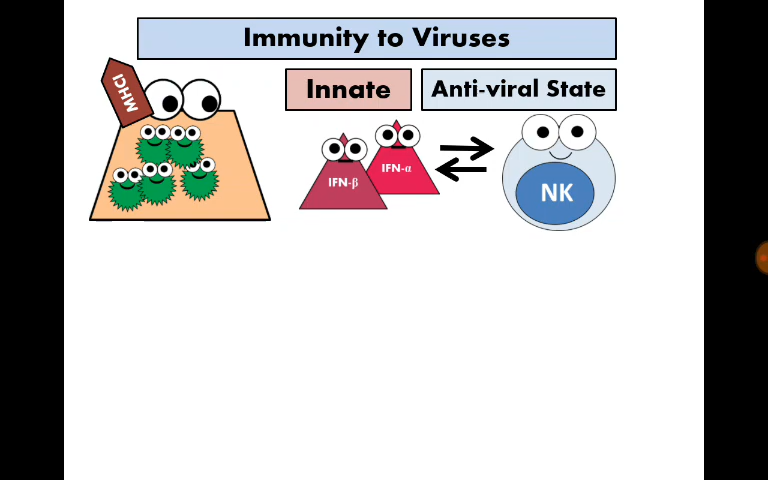 Immunity to Viruses
MHCI
Innate
Anti-viral State
IFN-β
IFN-α
NK